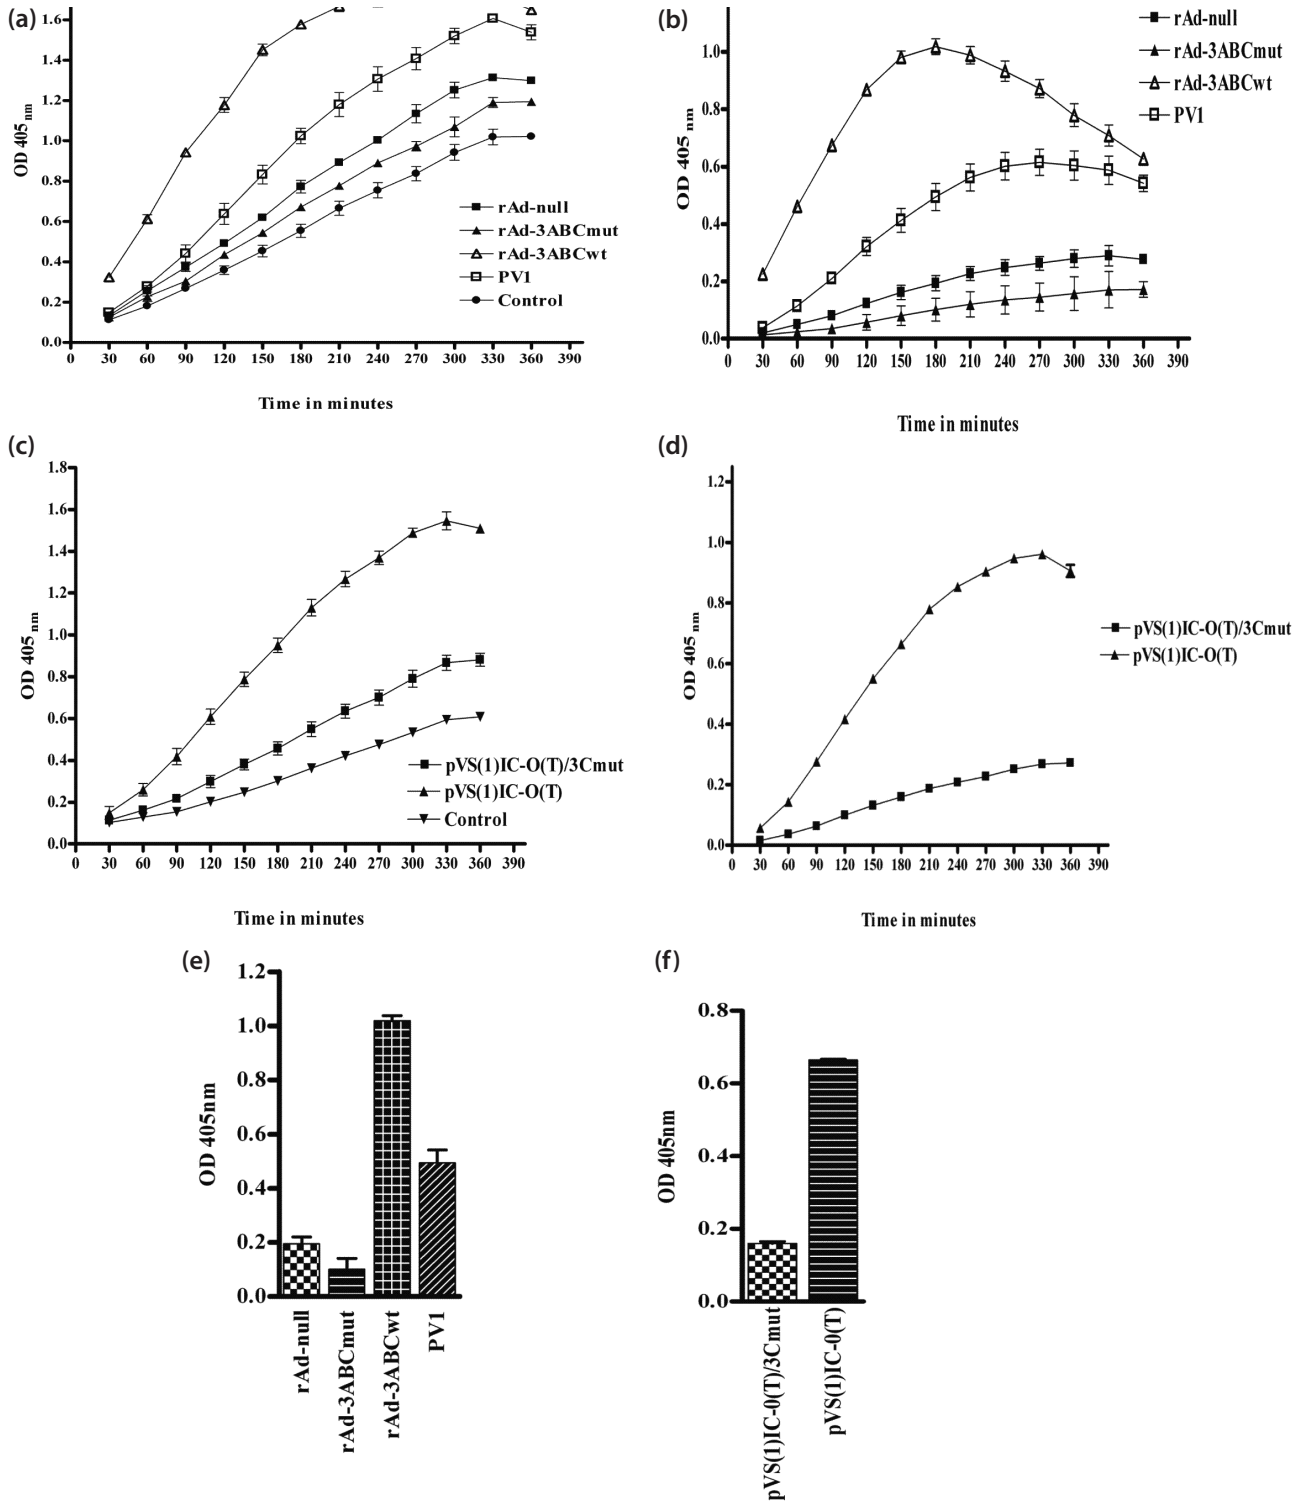 (a)
1.6
1.4
1.2
1.0
0.8
0.6
0.4
0.2
0.0
OD 405 nm
rAd-null
rAd-3ABCmut
rAd-3ABCwt
PV1
Control
0 30 60 90 120 150 180 210 240 270 300 330 360 390
Time in minutes
(b)
1.0
0.8
0.6
0.4
0.2
0.0
OD 405 nm
rAd-null
rAd-3ABCmut
rAd-3ABCwt
PV1
0 30 60 90 120 150 180 210 240 270 300 330 360 390
Time in minutes
(c)
1.8
1.6
1.4
1.2
1.0
0.8
0.6
0.4
0.2
0.0
OD 405 nm
pVS(1)IC-O(T)/3Cmut
pVS(1)IC-O(T)
Control
0 30 60 90 120 150 180 210 240 270 300 330 360 390
Time in minutes
(d)
1.2
1.0
0.8
0.6
0.4
0.2
0.0
OD 405 nm
pVS(1)IC-O(T)/3Cmut
pVS(1)IC-O(T)
0 30 60 90 120 150 180 210 240 270 300 330 360 390
Time in minutes
(e)
1.2
1.0
0.8
0.6
0.4
0.2
0.0
OD 405nm
rAd-null
rAd-3ABCmut
rAd-3ABCwt
PV1
(f)
0.8
0.6
0.4
0.2
0.0
OD 405nm
pVS(1)IC-0(T)/3Cmut
pVS(1)IC-0(T)